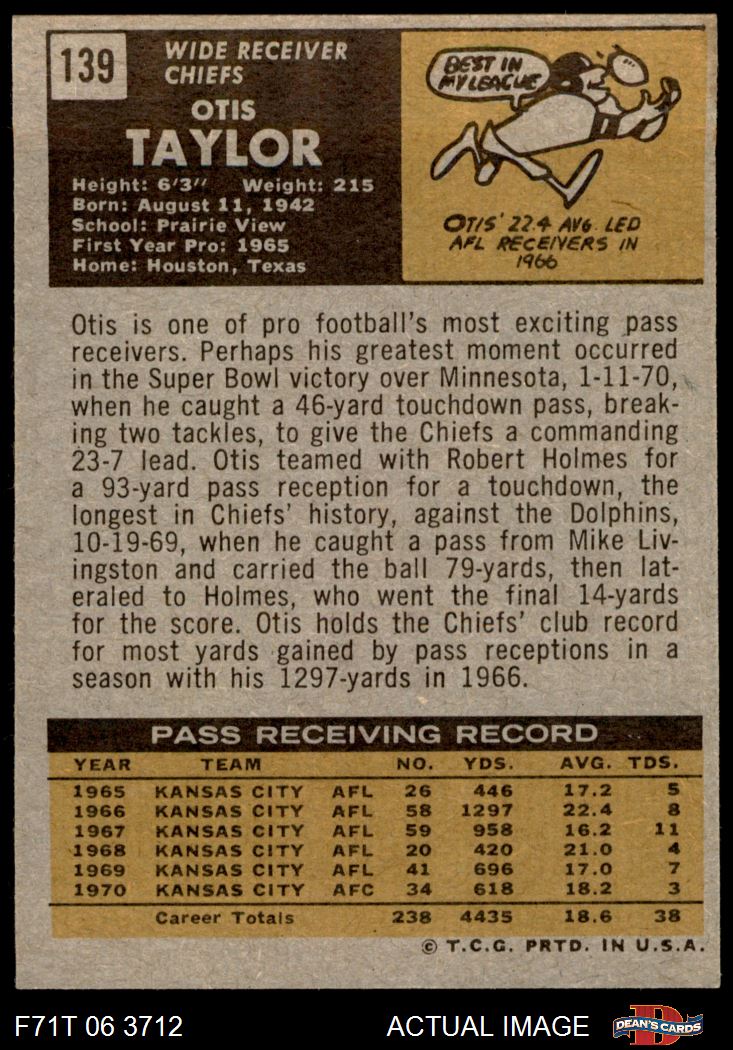 139
WIDE RECEIVER
CHIEFS
OTIS
TAYLOR
Height: 6'3" Weight: 215
Born: August 11, 1942
School: Prairie View
First Year Pro: 1965
Home: Houston, Texas
BEST IN
MY LEAGUE
OTIS' 22.4 AVG. LED
AFL RECEIVERS IN
1966
Otis is one of pro football's most exciting pass
receivers. Perhaps his greatest moment occurred
in the Super Bowl victory over Minnesota, 1-11-70,
when he caught a 46-yard touchdown pass, break-
ing two tackles, to give the Chiefs a commanding
23-7 lead. Otis teamed with Robert Holmes for
a 93-yard pass reception for a touchdown, the
longest in Chiefs' history, against the Dolphins,
10-19-69, when he caught a pass from Mike Liv-
ingston and carried the ball 79-yards, then lat-
eraled to Holmes, who went the final 14-yards
for the score. Otis holds the Chiefs' club record
for most yards gained by pass receptions in a
season with his 1297-yards in 1966.
PASS RECEIVING RECORD
YEAR TEAM NO. YDS. AVG. TDS.
1965 KANSAS CITY AFL 26 446 17.2 5
1966 KANSAS CITY AFL 58 1297 22.4 8
1967 KANSAS CITY AFL 59 958 16.2 11
1968 KANSAS CITY AFL 20 420 21.0 4
1969 KANSAS CITY AFL 41 696 17.0 7
1970 KANSAS CITY AFC 34 618 18.2 3
Career Totals 238 4435 18.6 38
© T.C.G. PRTD. IN U.S.A.
F71T 06 3712 ACTUAL IMAGE DEAN'S CARDS